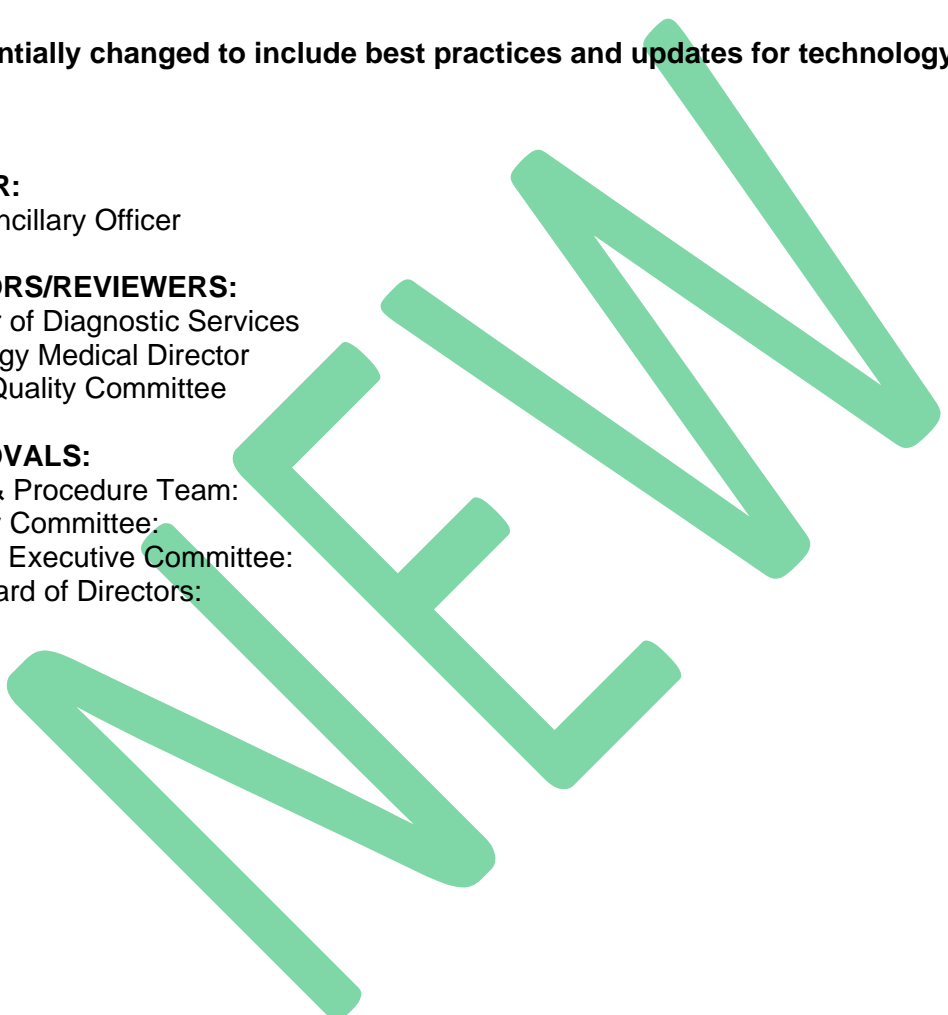 ntially changed to include best practices and updates for technology
R:
ncillary Officer
ORS/REVIEWERS:
r of Diagnostic Services
gy Medical Director
Quality Committee
OVALS:
& Procedure Team:
y Committee:
Executive Committee:
ard of Directors:
NEW